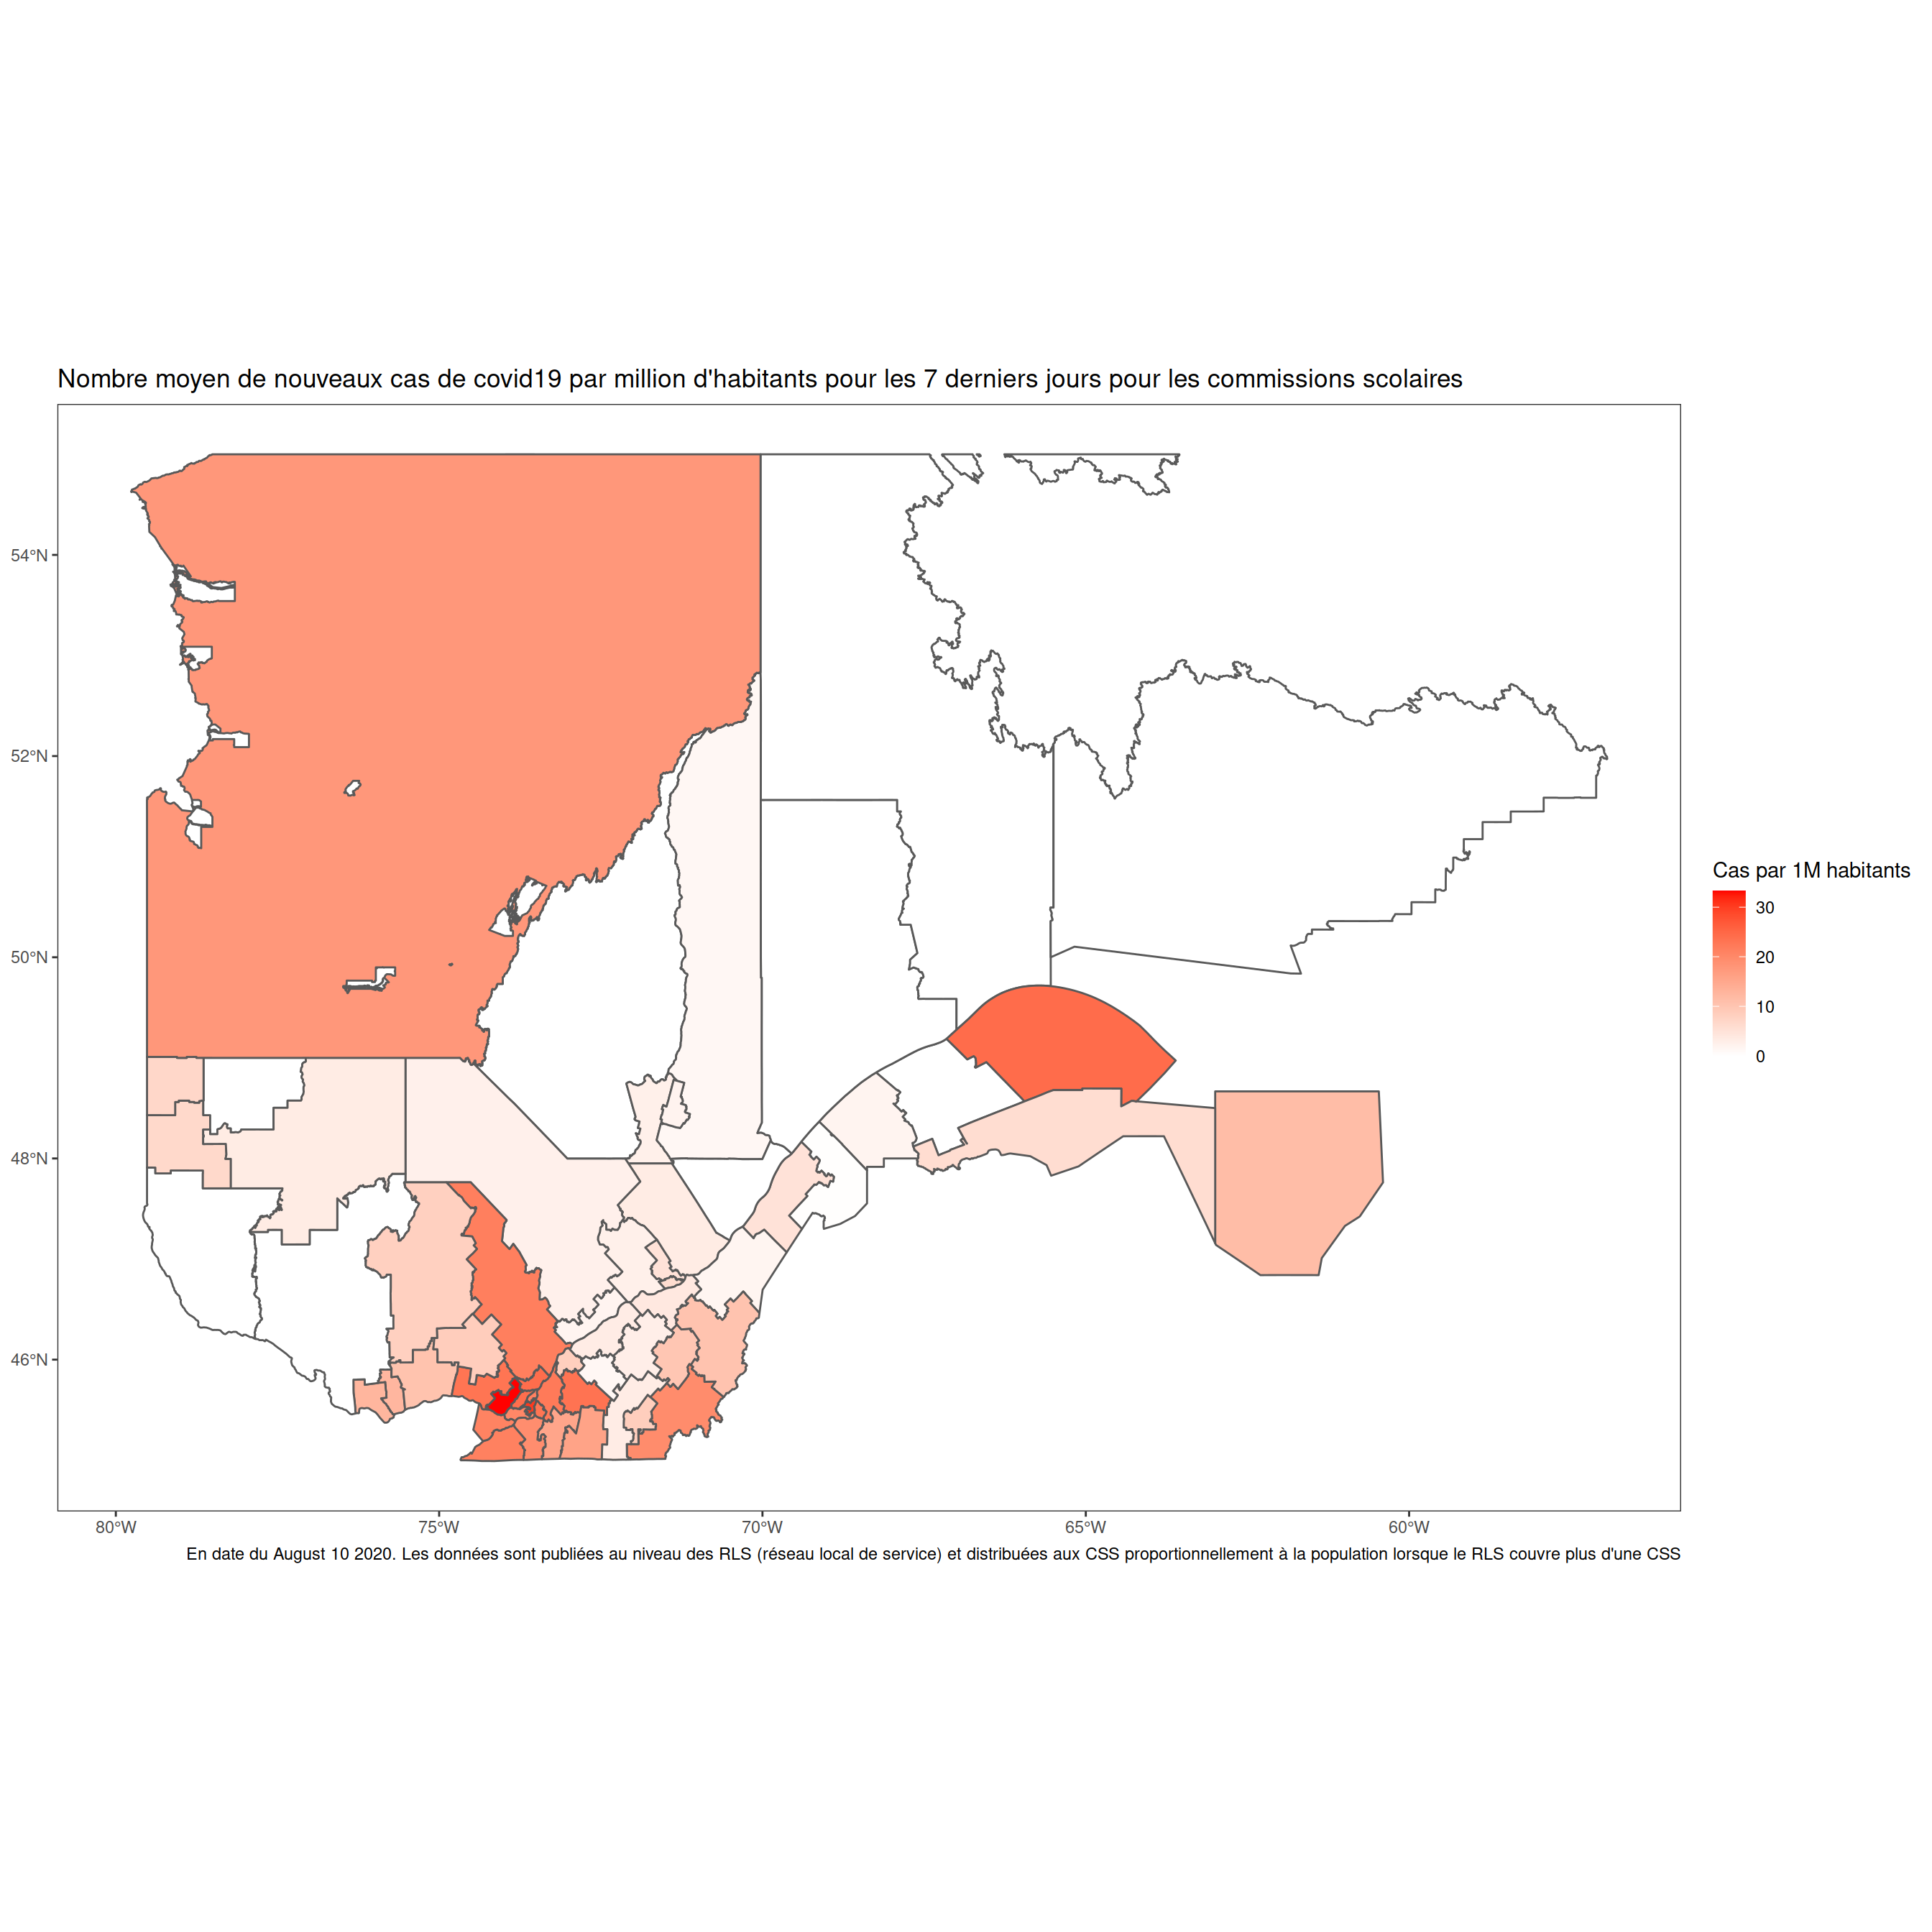 Nombre moyen de nouveaux cas de covid19 par million d'habitants pour les 7 derniers jours pour les commissions scolaires
54°N
52°N
50°N
48°N
46°N
80°W 75°W 70°W 65°W 60°W
Cas par 1M habitants
30
20
10
0
En date du August 10 2020. Les données sont publiées au niveau des RLS (réseau local de service) et distribuées aux CSS proportionnellement à la population lorsque le RLS couvre plus d'une CSS